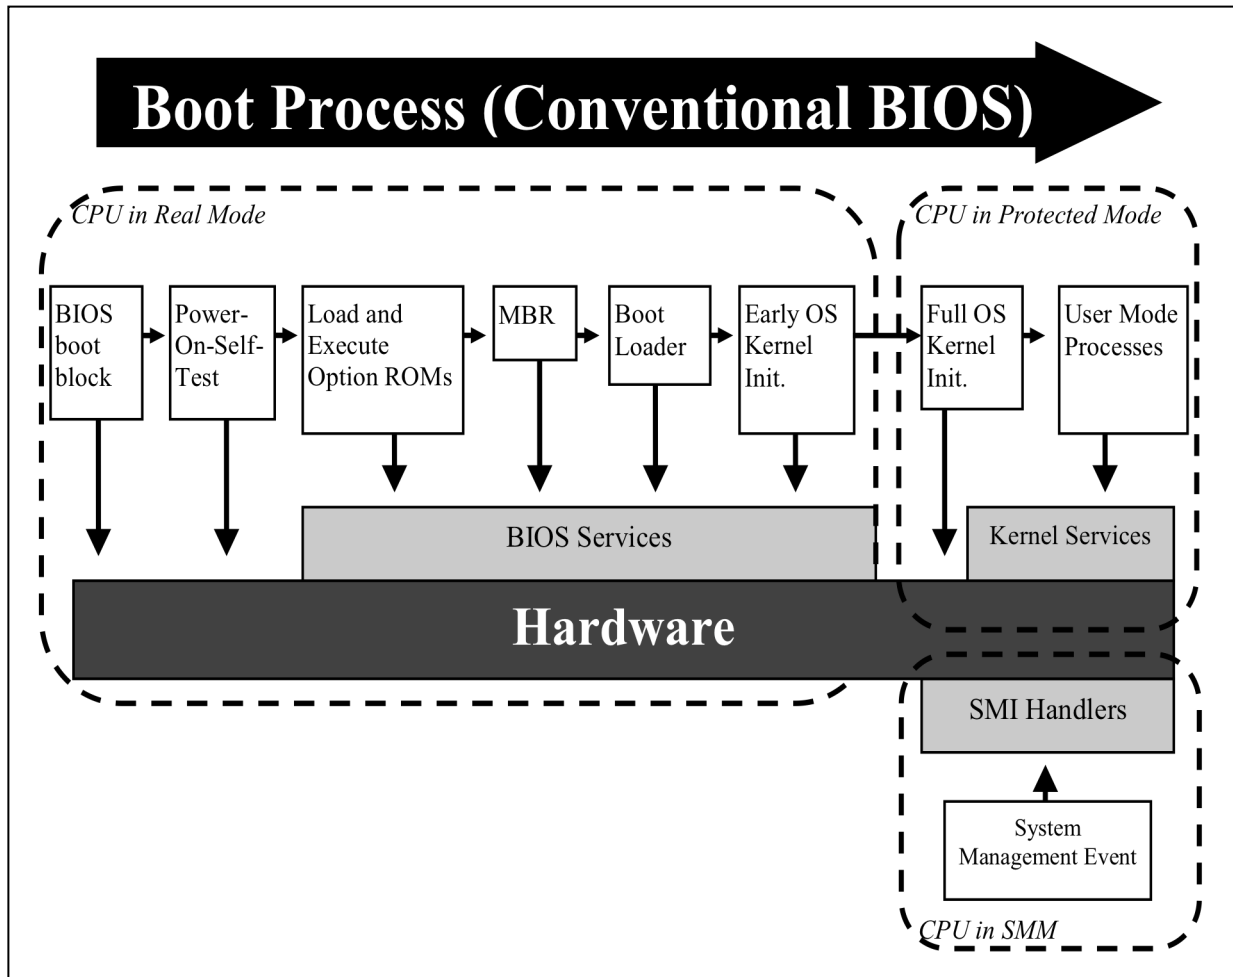 Boot Process (Conventional BIOS)
CPU in Real Mode
CPU in Protected Mode
BIOS
boot
block
Power-
On-Self-
Test
Load and
Execute
Option ROMs
MBR
Boot
Loader
Early OS
Kernel
Init.
Full OS
Kernel
Init.
User Mode
Processes
BIOS Services
Kernel Services
Hardware
SMI Handlers
System
Management Event
CPU in SMM